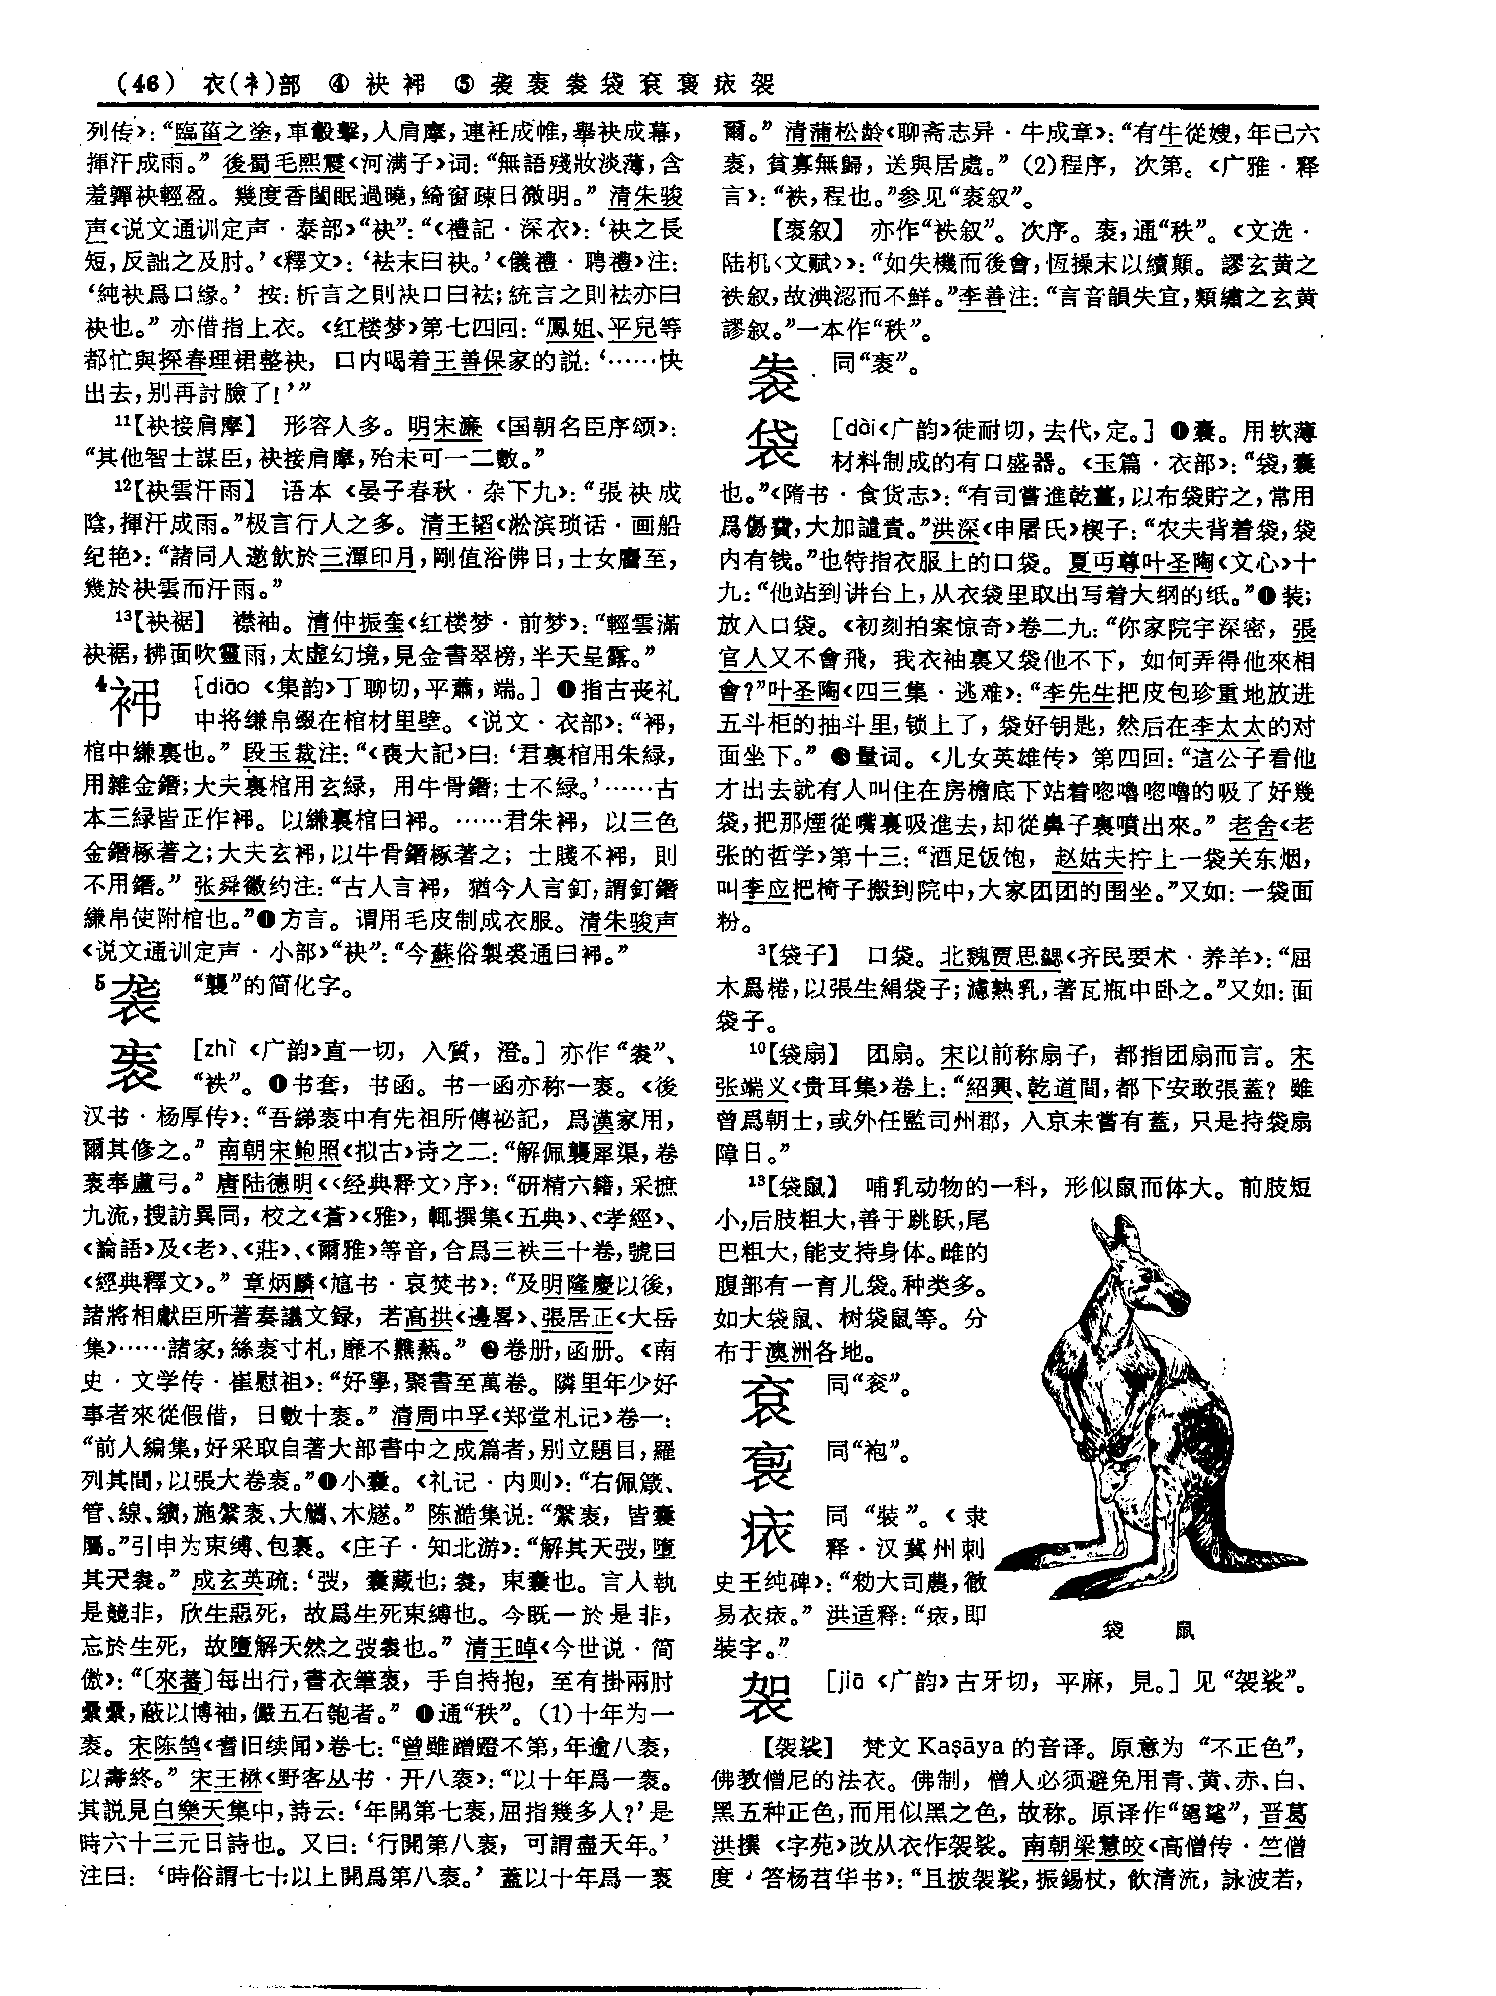 (46) 衣(衤)部 ④ 袂 䘟 ⑤ 袭 袠 袟 袋 袞 袌 袚 袈
列传》：“臨菑之塗，車轂擊，人肩摩，連衽成帷，舉袂成幕，
揮汗成雨。” 後蜀毛熙震《河满子》词：“無語殘妝淡薄，含
羞嚲袂輕盈。幾度香閨眠過曉，綺窗疎日微明。” 清朱骏
声《说文通训定声·泰部》“袂”：“《禮記·深衣》：‘袂之長
短，反詘之及肘。’《釋文》：‘袪末曰袂。’《儀禮·聘禮》注：
‘純袂爲口緣。’ 按：析言之則袂口曰袪；統言之則袪亦曰
袂也。” 亦借指上衣。《红楼梦》第七四回：“鳳姐、平兒等
都忙與探春理裙整袂，口内喝着王善保家的説：‘……快
出去，别再討臉了！’”
11【袂接肩摩】 形容人多。明宋濂《国朝名臣序颂》：
“其他智士謀臣，袂接肩摩，殆未可一二數。”
12【袂雲汗雨】 语本《晏子春秋·杂下九》：“張袂成
陰，揮汗成雨。”极言行人之多。清王韬《淞滨琐话·画船
纪艳》：“諸同人邀飲於三潭印月，剛值浴佛日，士女麕至，
幾於袂雲而汗雨。”
13【袂裾】 襟袖。清仲振奎《红楼梦·前梦》：“輕雲滿
袂裾，拂面吹靈雨，太虚幻境，見金書翠榜，半天呈露。”
4 [diāo《集韵》丁聊切，平蕭，端。] ❶指古丧礼
中将缣帛缀在棺材里壁。《说文·衣部》：“䘟，
棺中縑裏也。” 段玉裁注：“《喪大記》曰：‘君裏棺用朱緑，
用雜金鐕；大夫裏棺用玄緑，用牛骨鐕；士不緑。’……古
本三緑皆正作䘟。以縑裏棺曰䘟。……君朱䘟，以三色
金鐕椓著之；大夫玄䘟，以牛骨鐕椓著之；士賤不䘟，則
不用鐕。” 张舜徽约注：“古人言䘟，猶今人言釘，謂釘鐕
縑帛使附棺也。”❷方言。谓用毛皮制成衣服。清朱骏声
《说文通训定声·小部》“袂”：“今蘇俗製裘通曰䘟。”
5 袭 “襲”的简化字。
袠 [zhì《广韵》直一切，入質，澄。] 亦作“袟”、
“袟”。❶书套，书函。书一函亦称一袠。《後
汉书·杨厚传》：“吾綈袠中有先祖所傳祕記，爲漢家用，
爾其修之。” 南朝宋鲍照《拟古》诗之二：“解佩襲犀渠，卷
袠奉盧弓。” 唐陆德明《〈经典释文〉序》：“研精六籍，采摭
九流，搜訪異同，校之《蒼》《雅》，輒撰集《五典》、《孝經》、
《論語》及《老》、《莊》、《爾雅》等音，合爲三袟三十卷，號曰
《經典釋文》。” 章炳麟《訄书·哀焚书》：“及明隆慶以後，
諸將相獻臣所著奏議文録，若高拱《邊畧》、張居正《大岳
集》……諸家，絲袠寸札，靡不爇。” ❷卷册，函册。《南
史·文学传·崔慰祖》：“好學，聚書至萬卷。隣里年少好
事者來從假借，日數十袠。” 清周中孚《郑堂札记》卷一：
“前人編集，好采取自著大部書中之成篇者，别立題目，羅
列其間，以張大卷袠。”❸小囊。《礼记·内则》：“右佩箴、
管、線、纊，施縏袠、大觿、木燧。” 陈澔集说：“縏袠，皆囊
屬。”引申为束缚、包裹。《庄子·知北游》：“解其天弢，墮
其天袠。” 成玄英疏：‘弢，囊藏也；袠，束囊也。言人執
是競非，欣生惡死，故爲生死束縛也。今既一於是非，
忘於生死，故墮解天然之弢袠也。” 清王晫《今世说·简
傲》：“〔來蕃〕每出行，書衣筆袠，手自持抱，至有掛兩肘
纍纍，蔽以博袖，儼五石匏者。” ❹通“秩”。(1)十年为一
袠。宋陈鹄《耆旧续闻》卷七：“曾雖蹭蹬不第，年逾八袠，
以壽終。” 宋王楙《野客丛书·开八袠》：“以十年爲一袠。
其説見白樂天集中，詩云：‘年開第七袠，屈指幾多人？’是
時六十三元日詩也。又曰：‘行開第八袠，可謂盡天年。’
注曰：‘時俗謂七十以上開爲第八袠。’ 蓋以十年爲一袠
爾。” 清蒲松龄《聊斋志异·牛成章》：“有牛從嫂，年已六
袠，貧寡無歸，送與居處。” (2)程序，次第。《广雅·释
言》：“袟，程也。”参见“袠叙”。
【袠叙】 亦作“袟叙”。次序。袠，通“秩”。《文选·
陆机〈文赋〉》：“如失機而後會，恆操末以續顛。謬玄黄之
袟叙，故淟涊而不鮮。”李善注：“言音韻失宜，類繡之玄黄
謬叙。”一本作“秩”。
同“袠”。
袋 [dài《广韵》徒耐切，去代，定。] ❶囊。用软薄
材料制成的有口盛器。《玉篇·衣部》：“袋，囊
也。”《隋书·食货志》：“有司嘗進乾薑，以布袋貯之，常用
爲傷費，大加譴責。”洪深《申屠氏》楔子：“农夫背着袋，袋
内有钱。”也特指衣服上的口袋。夏丏尊叶圣陶《文心》十
九：“他站到讲台上，从衣袋里取出写着大纲的纸。”❷装；
放入口袋。《初刻拍案惊奇》卷二九：“你家院宇深密，張
官人又不會飛，我衣袖裏又袋他不下，如何弄得他來相
會？”叶圣陶《四三集·逃难》：“李先生把皮包珍重地放进
五斗柜的抽斗里，锁上了，袋好钥匙，然后在李太太的对
面坐下。” ❸量词。《儿女英雄传》第四回：“這公子看他
才出去就有人叫住在房檐底下站着唿嚕唿嚕的吸了好幾
袋，把那煙從嘴裏吸進去，却從鼻子裏噴出來。” 老舍《老
张的哲学》第十三：“酒足饭饱，赵姑夫拧上一袋关东烟，
叫李应把椅子搬到院中，大家团团的围坐。”又如：一袋面
粉。
3【袋子】 口袋。北魏贾思勰《齐民要术·养羊》：“屈
木爲棬，以張生絹袋子；濾熟乳，著瓦瓶中卧之。”又如：面
袋子。
10【袋扇】 团扇。宋以前称扇子，都指团扇而言。宋
张端义《贵耳集》卷上：“紹興、乾道間，都下安敢張蓋？雖
曾爲朝士，或外任監司州郡，入京未嘗有蓋，只是持袋扇
障日。”
13【袋鼠】 哺乳动物的一科，形似鼠而体大。前肢短
小，后肢粗大，善于跳跃，尾
巴粗大，能支持身体。雌的
腹部有一育儿袋。种类多。
如大袋鼠、树袋鼠等。分
布于澳洲各地。
袞 同“衮”。
袌 同“袍”。
同“裝”。《隶
释·汉冀州刺
史王纯碑》：“勑大司農，徹
易衣。” 洪适释：“，即
裝字。”
袋 鼠
袈 [jiā《广韵》古牙切，平麻，見。] 见“袈裟”。
【袈裟】 梵文 Kaṣāya 的音译。原意为“不正色”，
佛教僧尼的法衣。佛制，僧人必须避免用青、黄、赤、白、
黑五种正色，而用似黑之色，故称。原译作“毠㲚”，晋葛
洪撰《字苑》改从衣作袈裟。南朝梁慧皎《高僧传·竺僧
度·答杨苕华书》：“且披袈裟，振錫杖，飲清流，詠波若，